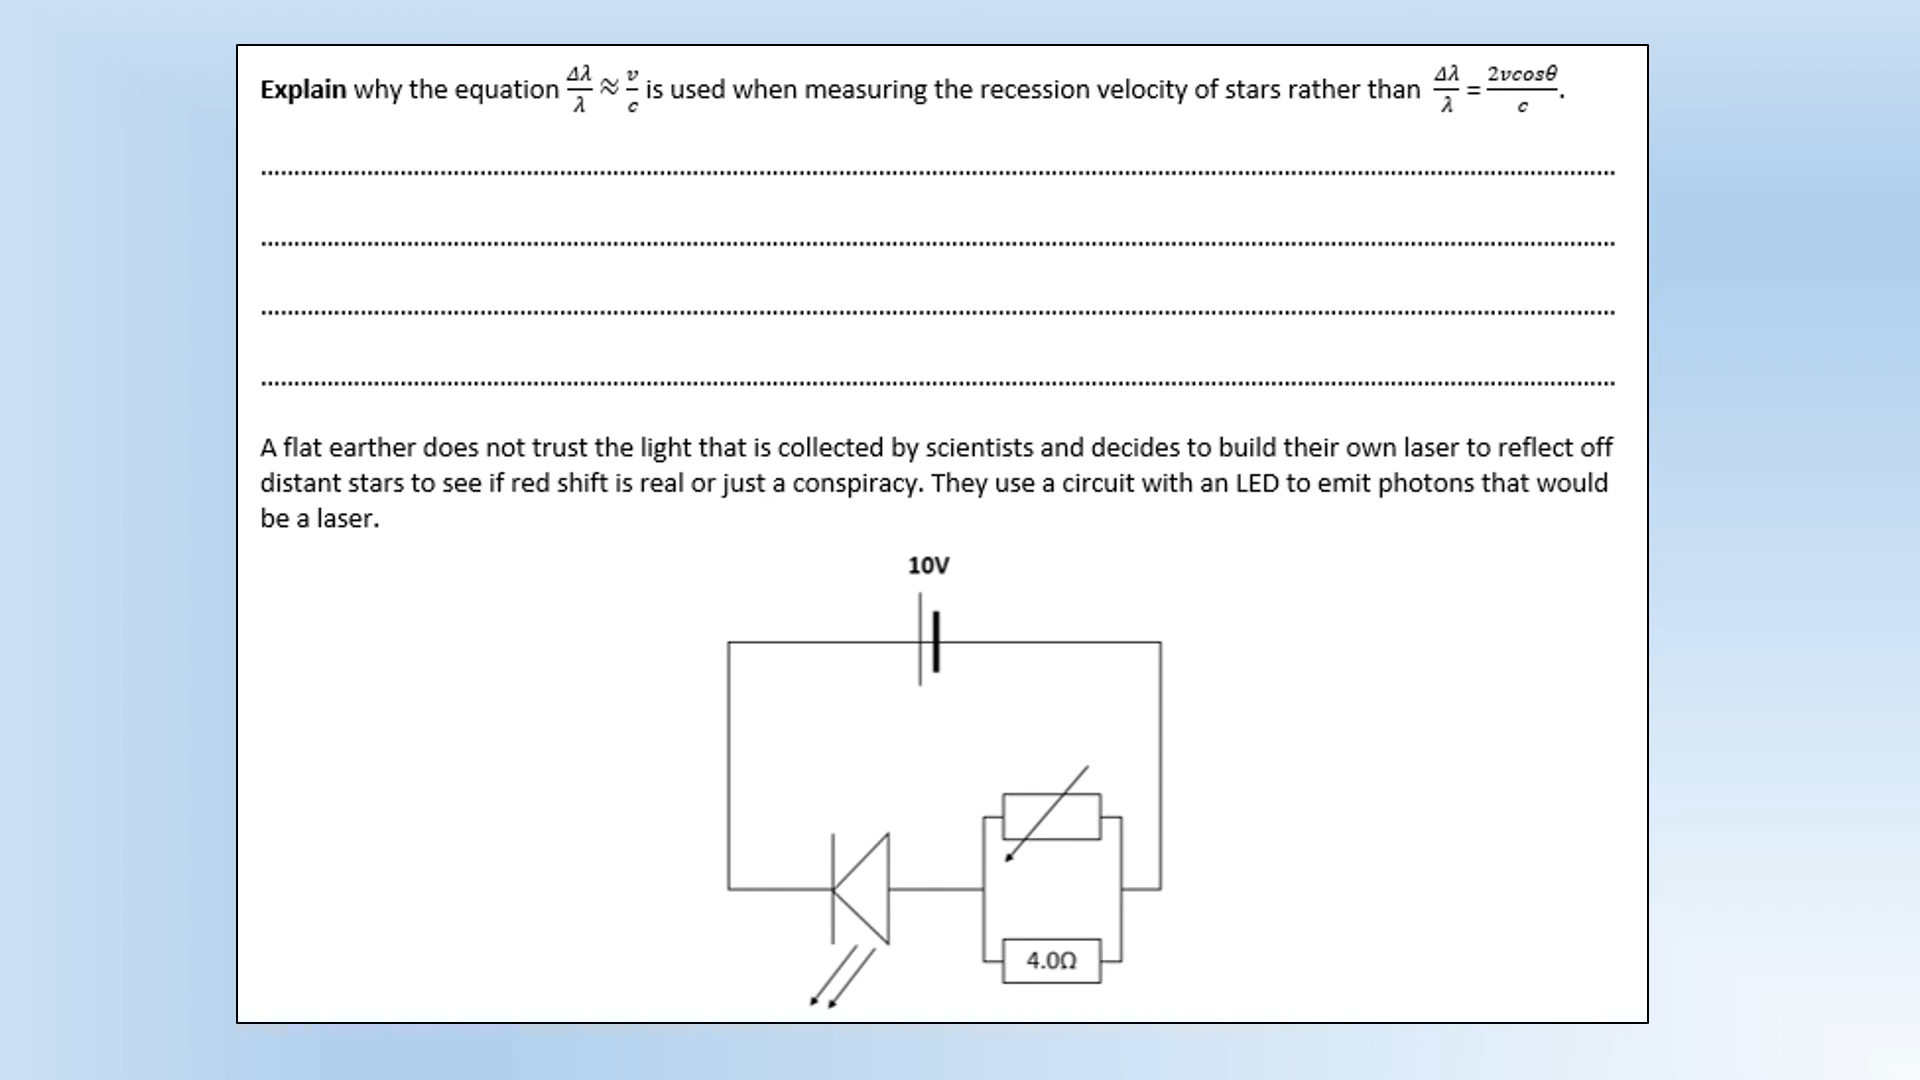 Explain why the equation Δλ/λ ≈ v/c is used when measuring the recession velocity of stars rather than Δλ/λ = 2vcosθ/c.
A flat earther does not trust the light that is collected by scientists and decides to build their own laser to reflect off
distant stars to see if red shift is real or just a conspiracy. They use a circuit with an LED to emit photons that would
be a laser.
10V
4.0Ω